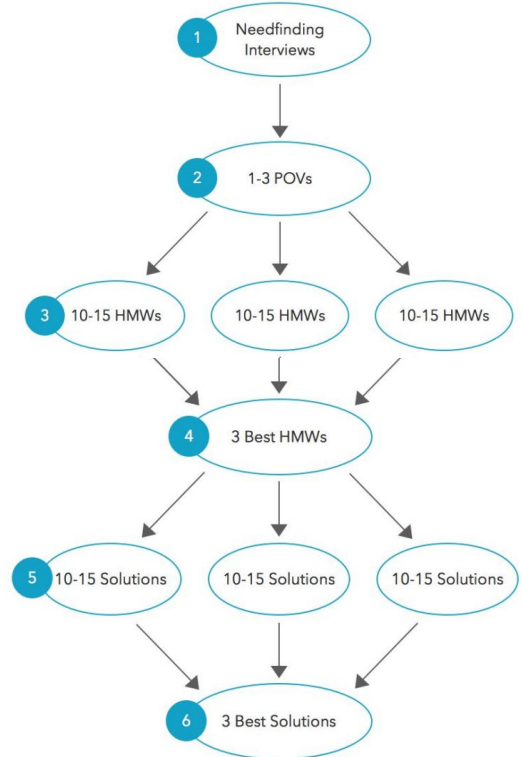 1
Needfinding
Interviews
2
1-3 POVs
3
10-15 HMWs
10-15 HMWs
10-15 HMWs
4
3 Best HMWs
5
10-15 Solutions
10-15 Solutions
10-15 Solutions
6
3 Best Solutions